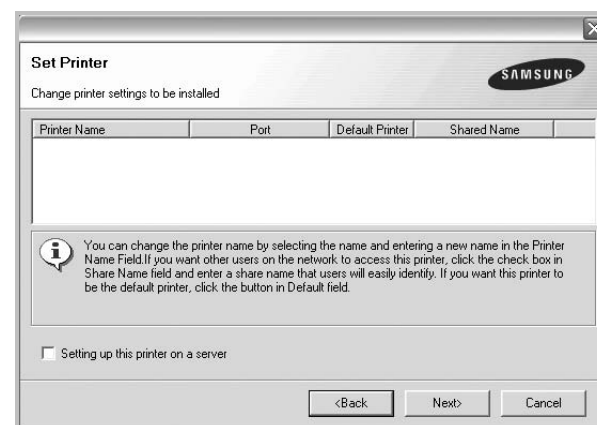 Set Printer
SAMSUNG
Change printer settings to be installed
Printer Name Port Default Printer Shared Name
You can change the printer name by selecting the name and entering a new name in the Printer
Name Field.If you want other users on the network to access this printer, click the check box in
Share Name field and enter a share name that users will easily identify. If you want this printer to
be the default printer, click the button in Default field.
Setting up this printer on a server
<Back Next> Cancel